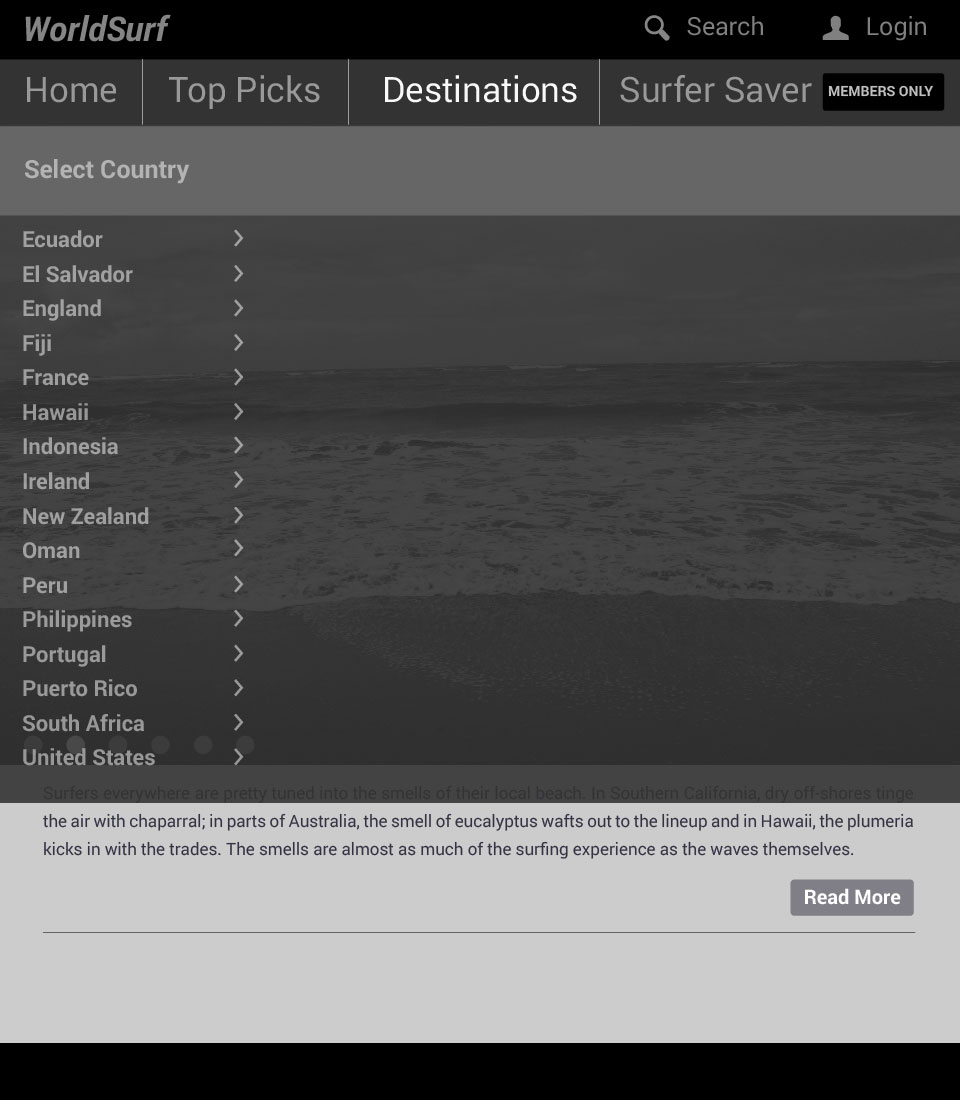 WorldSurf
Search
Login
Home
Top Picks
Destinations
Surfer Saver
MEMBERS ONLY
Select Country
Ecuador
El Salvador
England
Fiji
France
Hawaii
Indonesia
Ireland
New Zealand
Oman
Peru
Philippines
Portugal
Puerto Rico
South Africa
United States
Surfers everywhere are pretty tuned into the smells of their local beach. In Southern California, dry off-shores tinge
the air with chaparral; in parts of Australia, the smell of eucalyptus wafts out to the lineup and in Hawaii, the plumeria
kicks in with the trades. The smells are almost as much of the surfing experience as the waves themselves.
Read More